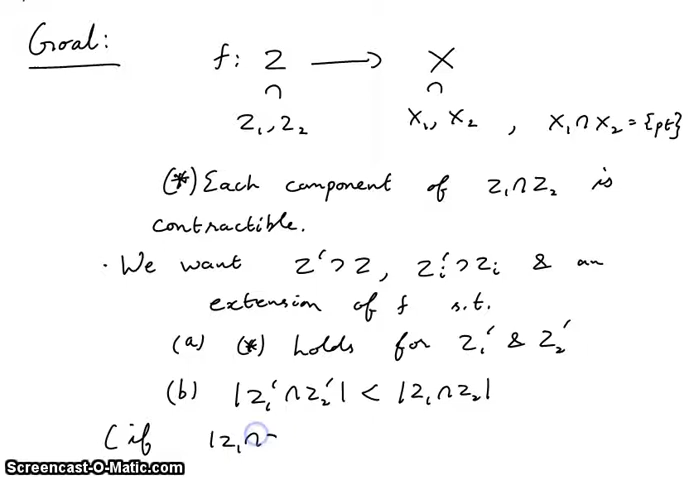 Goal:
f: Z ⟶ X
∩ ∩
Z₁, Z₂ X₁, X₂ , X₁∩X₂ = {pt}
(*) Each component of Z₁∩Z₂ is
contractible.
· We want Z'⊃Z, Zᵢ'⊃Zᵢ & an
extension of f s.t.
(a) (*) holds for Z₁' & Z₂'
(b) |Z₁'∩Z₂'| < |Z₁∩Z₂|
(if |Z₁∩
Screencast-O-Matic.com